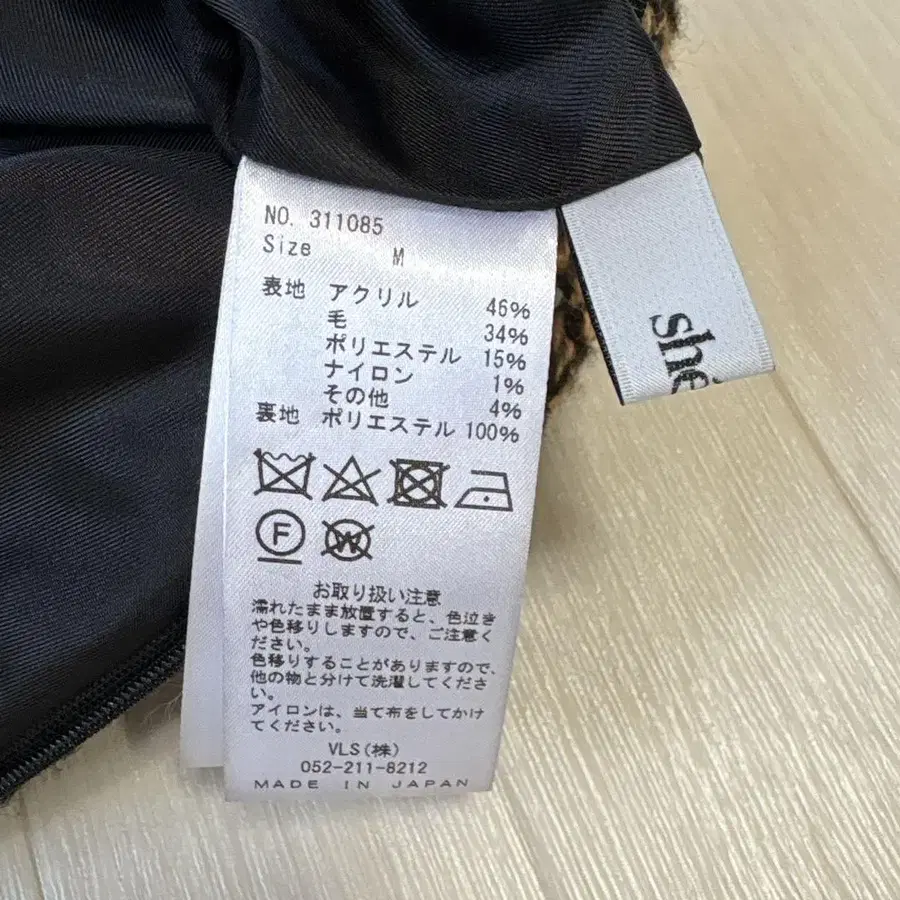 NO. 311085
Size M
表地 アクリル 46%
毛 34%
ポリエステル 15%
ナイロン 1%
その他 4%
裏地 ポリエステル 100%
F
W
お取り扱い注意
濡れたまま放置すると、色泣き
や色移りしますので、ご注意く
ださい。
色移りすることがありますので、
他の物と分けて洗濯してくださ
い。
アイロンは、当て布をしてかけ
てください。
VLS(株)
052-211-8212
MADE IN JAPAN